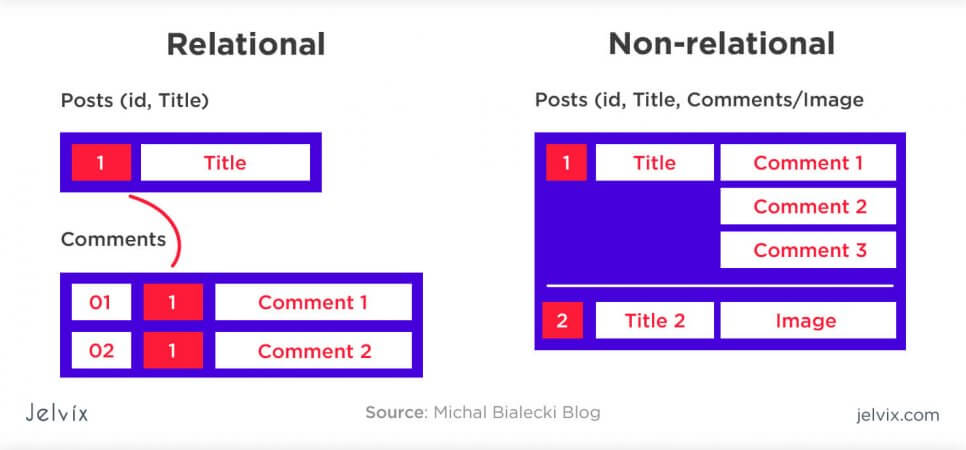 Relational
Posts (id, Title)
1 Title
Comments
01 1 Comment 1
02 1 Comment 2
Non-relational
Posts (id, Title, Comments/Image
1 Title Comment 1
Comment 2
Comment 3
2 Title 2 Image
Jelvix
Source: Michal Bialecki Blog
jelvix.com